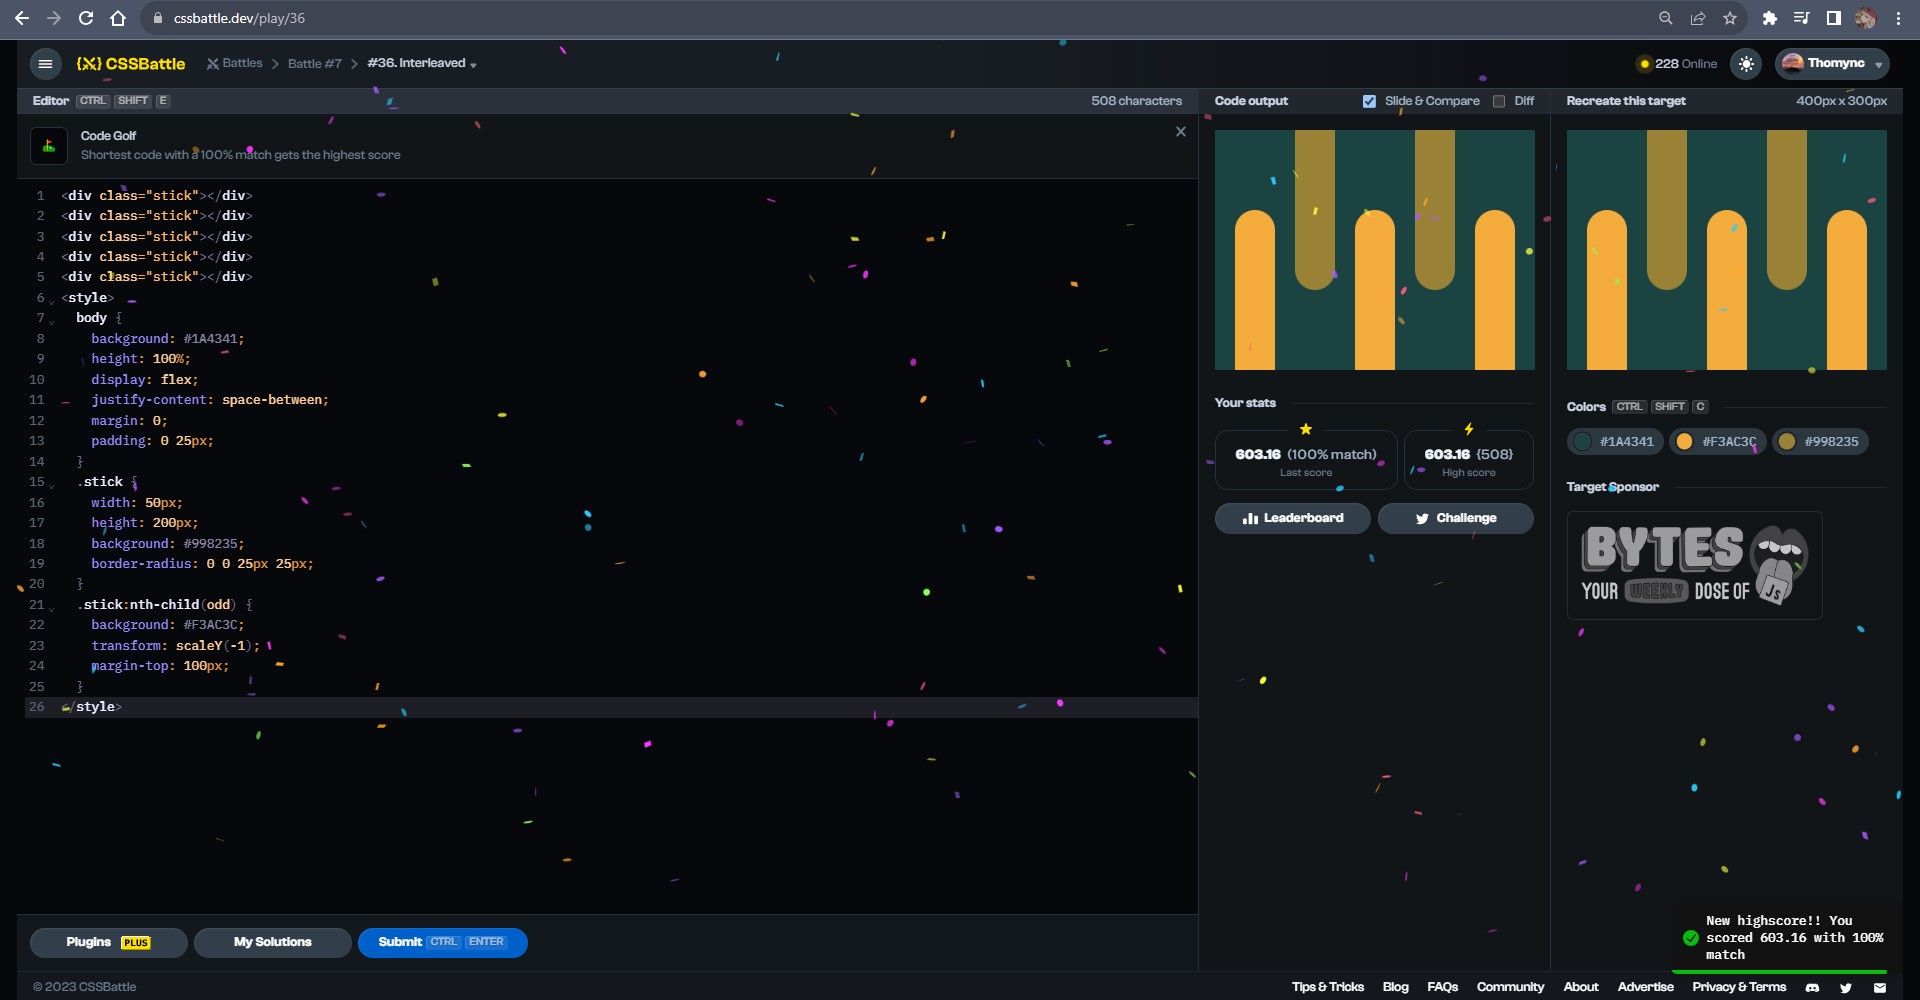 cssbattle.dev/play/36
{X} CSSBattle
Battles
Battle #7
#36. Interleaved
228 Online
Thomync
Editor CTRL SHIFT E
508 characters
Code output
Slide & Compare
Diff
Recreate this target
400px x 300px
Code Golf
Shortest code with a 100% match gets the highest score
1 <div class="stick"></div>
2 <div class="stick"></div>
3 <div class="stick"></div>
4 <div class="stick"></div>
5 <div class="stick"></div>
6 <style>
7 body {
8 background: #1A4341;
9 height: 100%;
10 display: flex;
11 justify-content: space-between;
12 margin: 0;
13 padding: 0 25px;
14 }
15 .stick {
16 width: 50px;
17 height: 200px;
18 background: #998235;
19 border-radius: 0 0 25px 25px;
20 }
21 .stick:nth-child(odd) {
22 background: #F3AC3C;
23 transform: scaleY(-1);
24 margin-top: 100px;
25 }
26 </style>
Your stats
603.16 (100% match)
Last score
603.16 {508}
High score
Leaderboard
Challenge
Colors CTRL SHIFT C
#1A4341
#F3AC3C
#998235
Target Sponsor
BYTES
YOUR WEEKLY DOSE OF JS
Plugins PLUS
My Solutions
Submit CTRL ENTER
New highscore!! You
scored 603.16 with 100%
match
© 2023 CSSBattle
Tips & Tricks
Blog
FAQs
Community
About
Advertise
Privacy & Terms